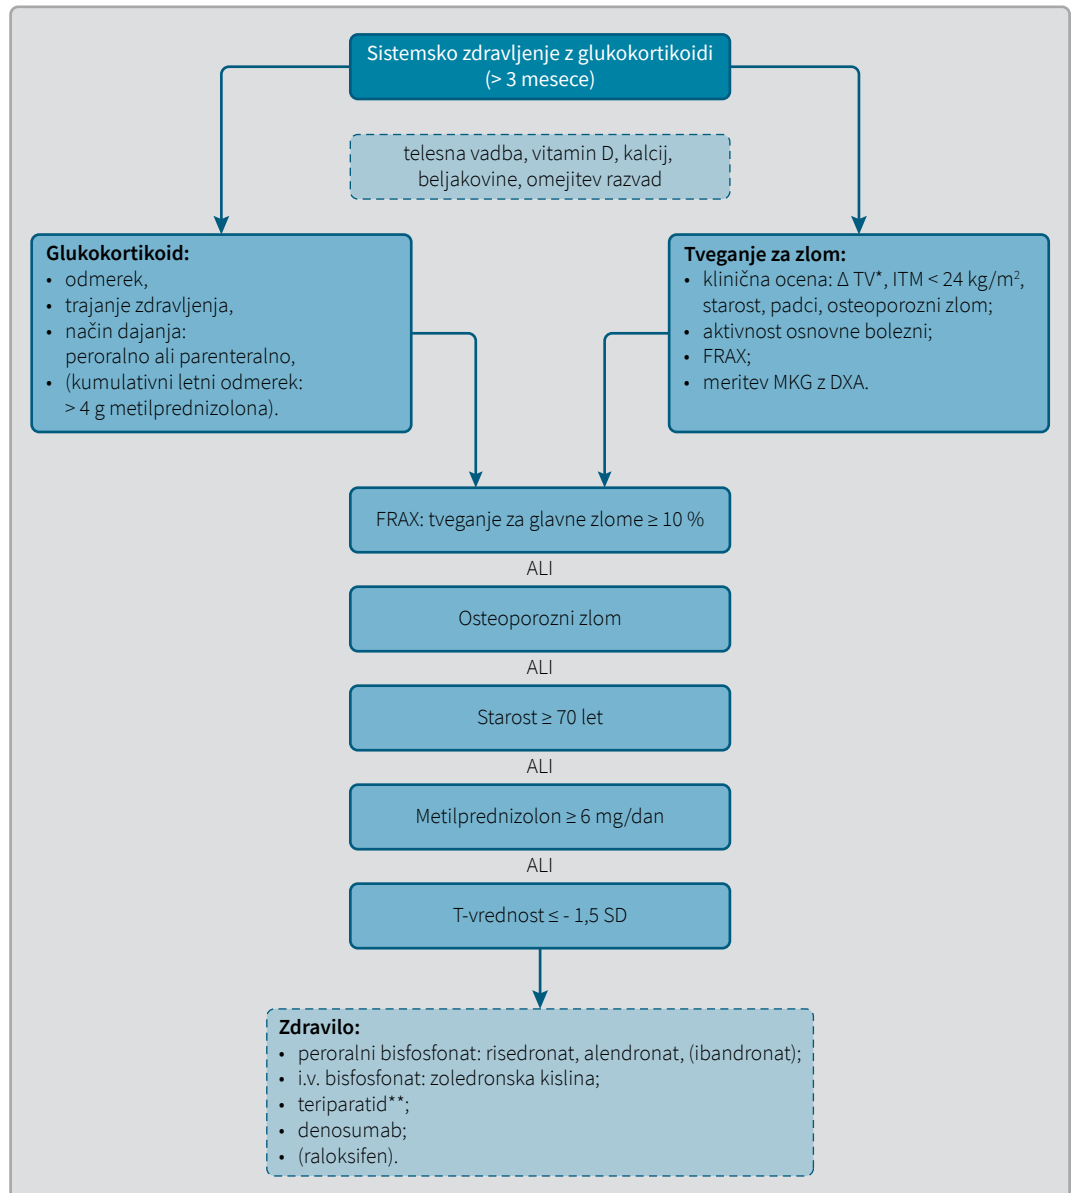 Sistemsko zdravljenje z glukokortikoidi
(> 3 mesece)
telesna vadba, vitamin D, kalcij,
beljakovine, omejitev razvad
Glukokortikoid:
• odmerek,
• trajanje zdravljenja,
• način dajanja:
peroralno ali parenteralno,
• (kumulativni letni odmerek:
> 4 g metilprednizolona).
Tveganje za zlom:
• klinična ocena: Δ TV*, ITM < 24 kg/m²,
starost, padci, osteoporozni zlom;
• aktivnost osnovne bolezni;
• FRAX;
• meritev MKG z DXA.
FRAX: tveganje za glavne zlome ≥ 10 %
ALI
Osteoporozni zlom
ALI
Starost ≥ 70 let
ALI
Metilprednizolon ≥ 6 mg/dan
ALI
T-vrednost ≤ - 1,5 SD
Zdravilo:
• peroralni bisfosfonat: risedronat, alendronat, (ibandronat);
• i.v. bisfosfonat: zoledronska kislina;
• teriparatid**;
• denosumab;
• (raloksifen).